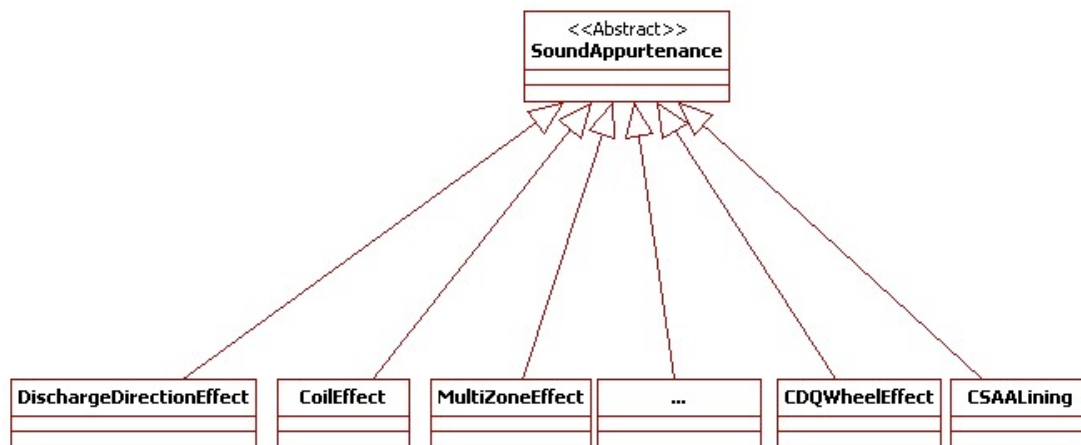 <<Abstract>>
SoundAppurtenance
DischargeDirectionEffect
CoilEffect
MultiZoneEffect
...
CDQWheelEffect
CSAALining